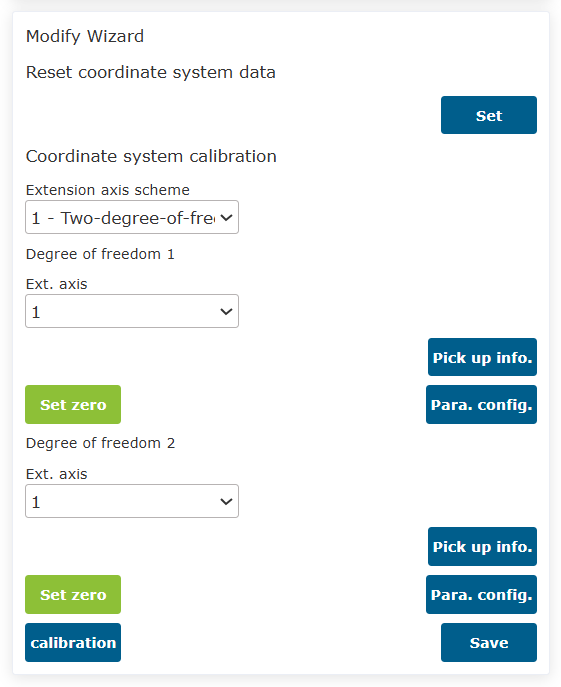 Modify Wizard
Reset coordinate system data
Set
Coordinate system calibration
Extension axis scheme
1 - Two-degree-of-free
Degree of freedom 1
Ext. axis
1
Pick up info.
Set zero
Para. config.
Degree of freedom 2
Ext. axis
1
Pick up info.
Set zero
Para. config.
calibration
Save